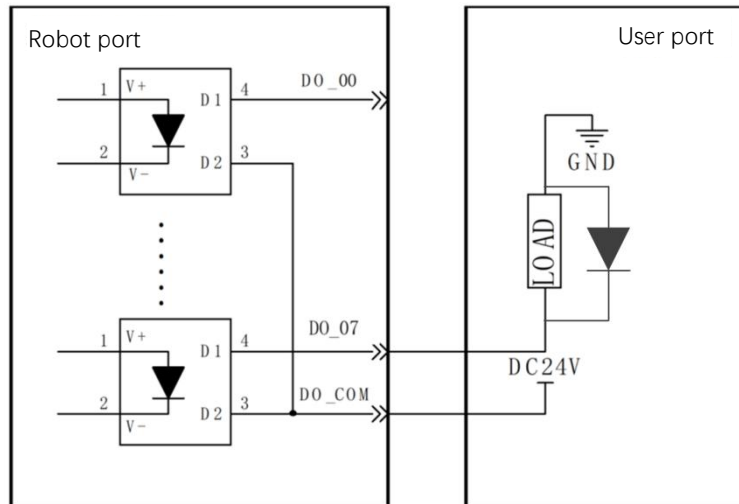 Robot port
User port
DO_00
1
V+
D1
4
2
V-
D2
3
GND
LOAD
DO_07
1
V+
D1
4
DC24V
DO_COM
2
V-
D2
3